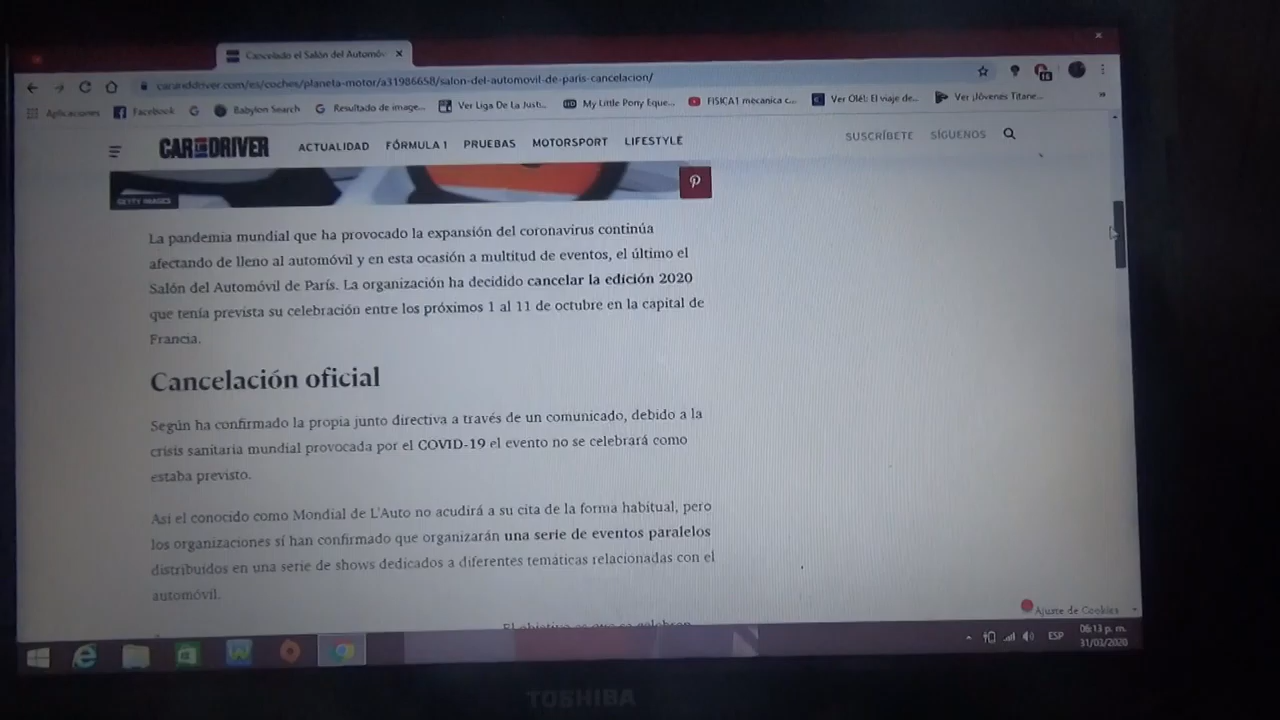 Cancelado el Salón del Automóv
caranddriver.com/es/coches/planeta-motor/a31986658/salon-del-automovil-de-paris-cancelacion/
Aplicaciones Facebook Babylon Search Resultado de image... Ver Liga De La Justi... My Little Pony Eque... FISICA1 mecanica c... Ver Olé!: El viaje de... Ver ¡Jóvenes Titane...
CAR AND DRIVER ACTUALIDAD FÓRMULA 1 PRUEBAS MOTORSPORT LIFESTYLE SUSCRÍBETE SÍGUENOS
GETTY IMAGES
La pandemia mundial que ha provocado la expansión del coronavirus continúa
afectando de lleno al automóvil y en esta ocasión a multitud de eventos, el último el
Salón del Automóvil de París. La organización ha decidido cancelar la edición 2020
que tenía prevista su celebración entre los próximos 1 al 11 de octubre en la capital de
Francia.
Cancelación oficial
Según ha confirmado la propia junto directiva a través de un comunicado, debido a la
crisis sanitaria mundial provocada por el COVID-19 el evento no se celebrará como
estaba previsto.
Así el conocido como Mondial de L'Auto no acudirá a su cita de la forma habitual, pero
los organizaciones sí han confirmado que organizarán una serie de eventos paralelos
distribuidos en una serie de shows dedicados a diferentes temáticas relacionadas con el
automóvil.
El objetivo es que se celebren
Ajuste de Cookies
ESP
06:13 p. m.
31/03/2020
TOSHIBA